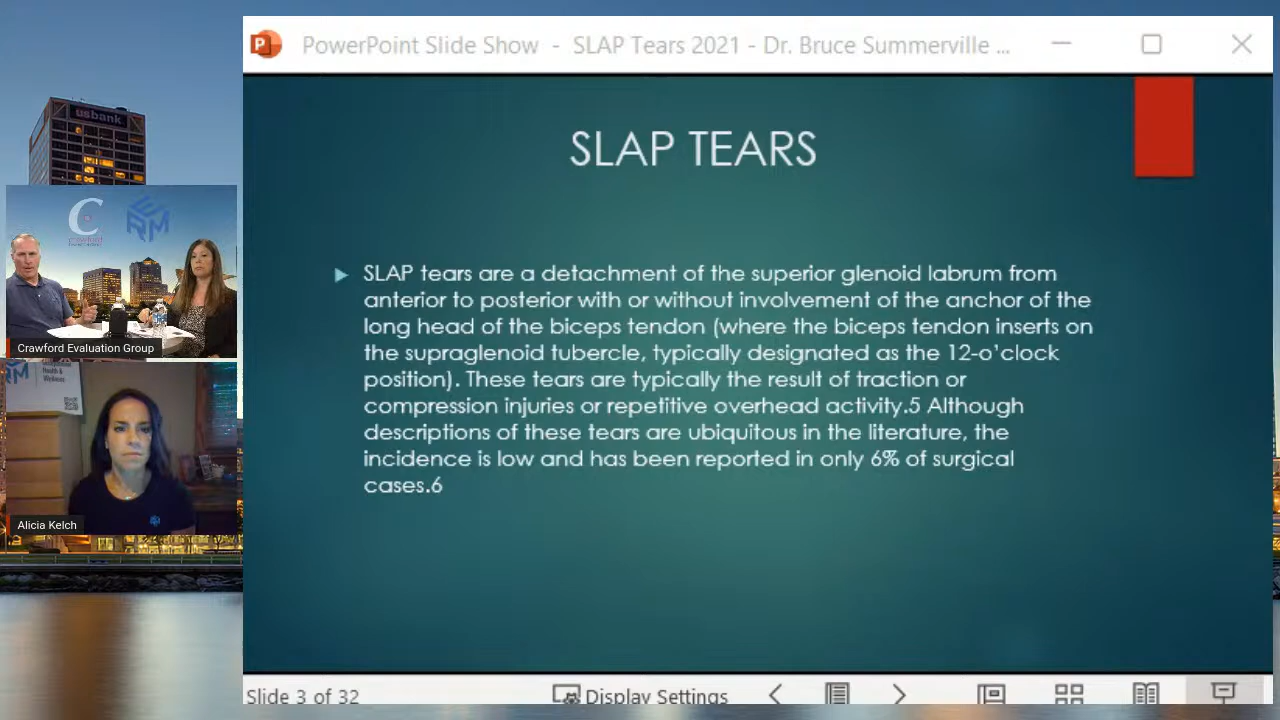 PowerPoint Slide Show - SLAP Tears 2021 - Dr. Bruce Summerville ...
usbank
SLAP TEARS
C
crawford
ERM
Crawford Evaluation Group
SLAP tears are a detachment of the superior glenoid labrum from
anterior to posterior with or without involvement of the anchor of the
long head of the biceps tendon (where the biceps tendon inserts on
the supraglenoid tubercle, typically designated as the 12-o’clock
position). These tears are typically the result of traction or
compression injuries or repetitive overhead activity.5 Although
descriptions of these tears are ubiquitous in the literature, the
incidence is low and has been reported in only 6% of surgical
cases.6
RM
Health &
Wellness
Alicia Kelch
Slide 3 of 32
Display Settings